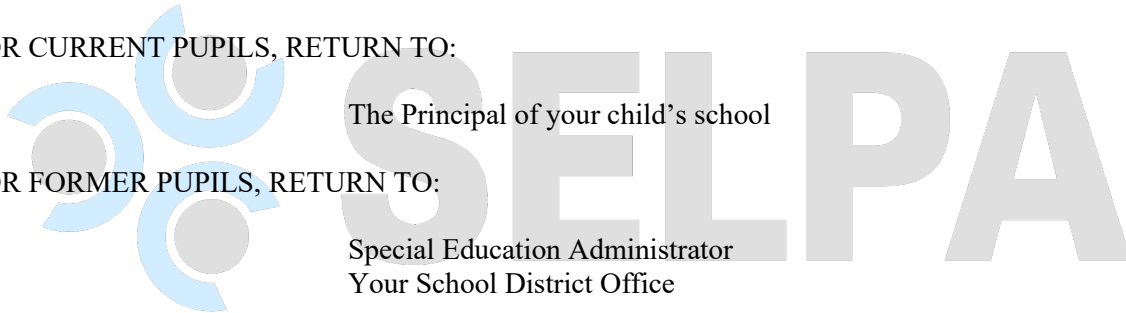 R CURRENT PUPILS, RETURN TO:
The Principal of your child’s school
R FORMER PUPILS, RETURN TO:
Special Education Administrator
Your School District Office
SELPA